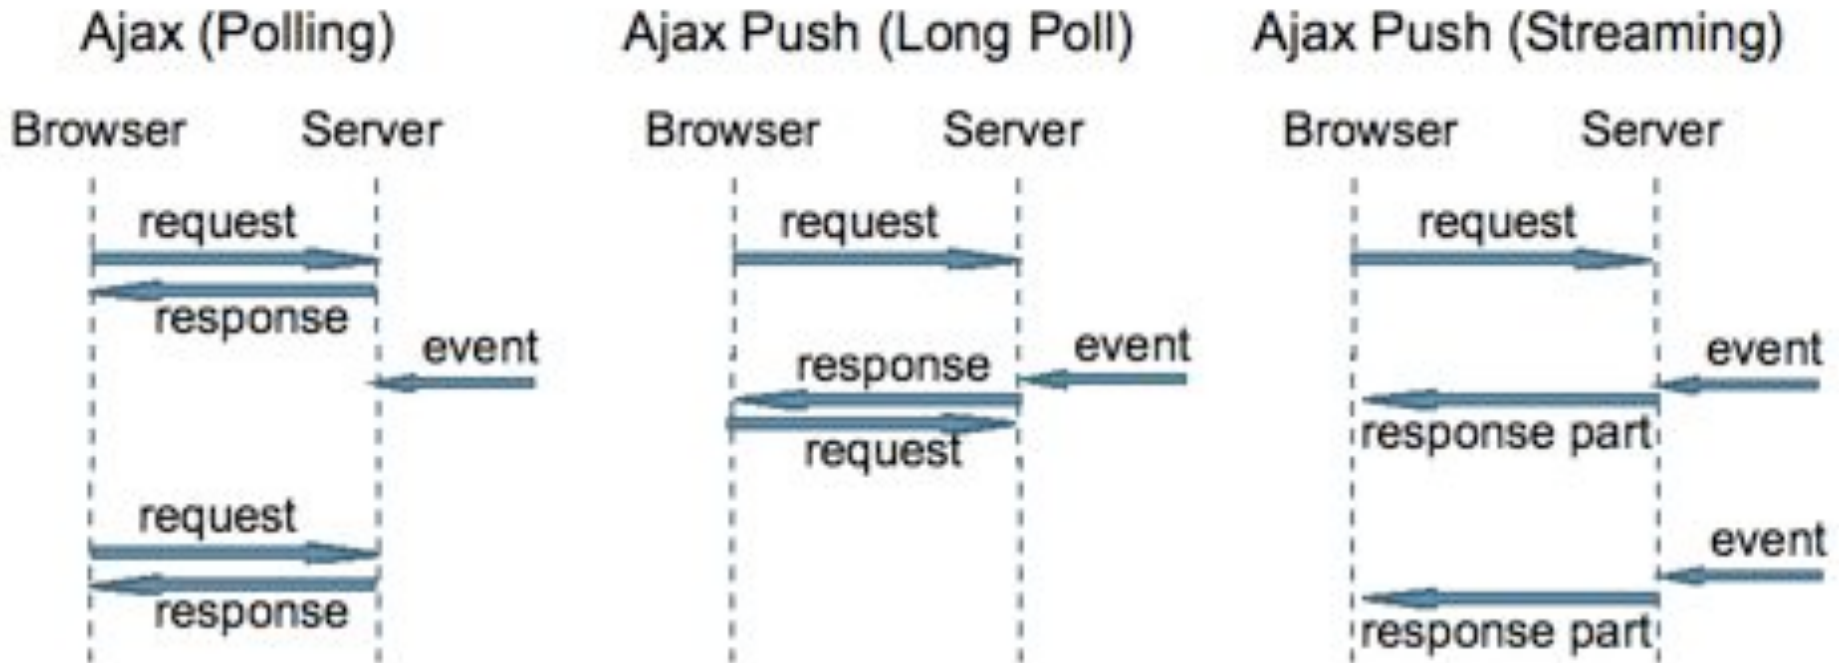 Ajax (Polling)
Browser Server
request
response
event
request
response
Ajax Push (Long Poll)
Browser Server
request
event
response
request
Ajax Push (Streaming)
Browser Server
request
event
response part
event
response part